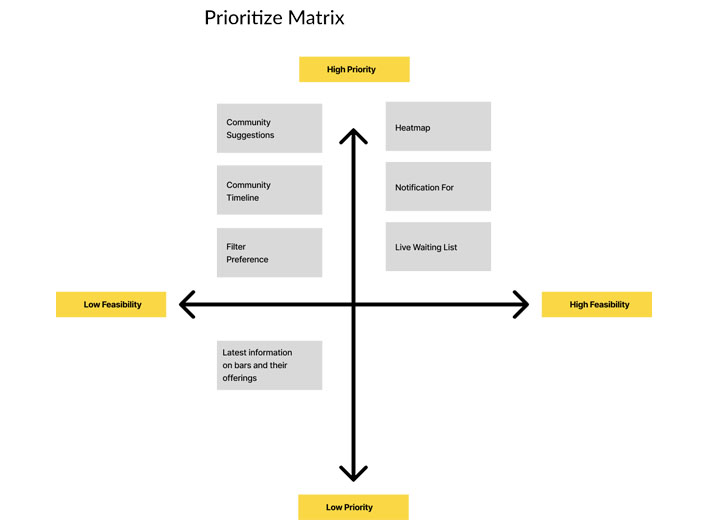 Prioritize Matrix
High Priority
Community
Suggestions
Heatmap
Community
Timeline
Notification For
Filter
Preference
Live Waiting List
Low Feasibility
High Feasibility
Latest information
on bars and their
offerings
Low Priority